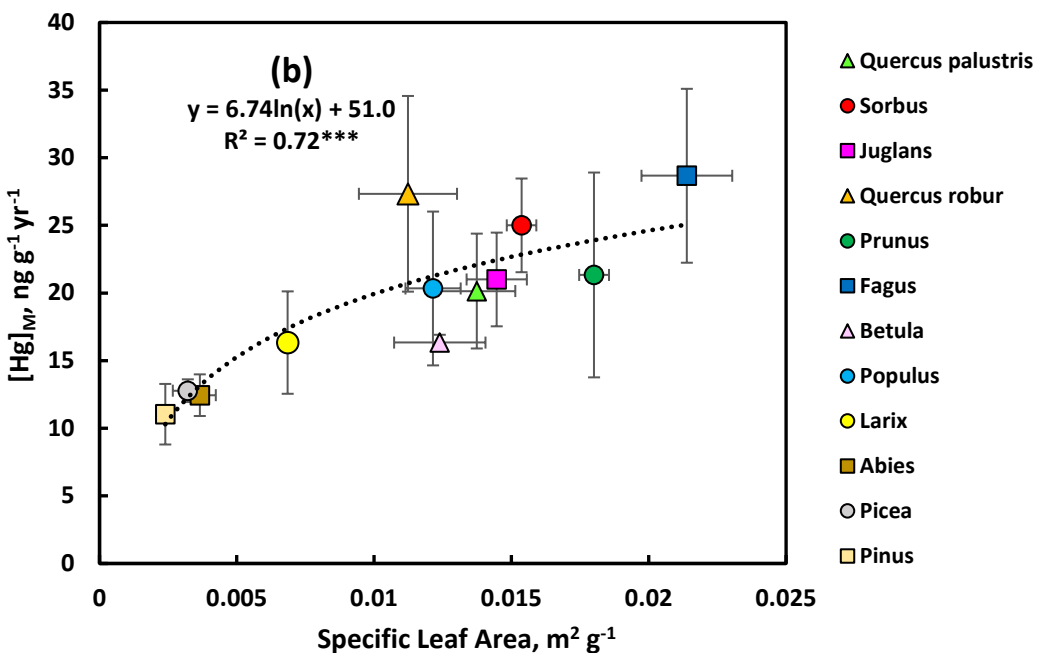 (b)
y = 6.74ln(x) + 51.0
R² = 0.72***
40
35
30
25
20
15
10
5
0
[Hg]M, ng g⁻¹ yr⁻¹
0 0.005 0.01 0.015 0.02 0.025
Specific Leaf Area, m² g⁻¹
Quercus palustris
Sorbus
Juglans
Quercus robur
Prunus
Fagus
Betula
Populus
Larix
Abies
Picea
Pinus